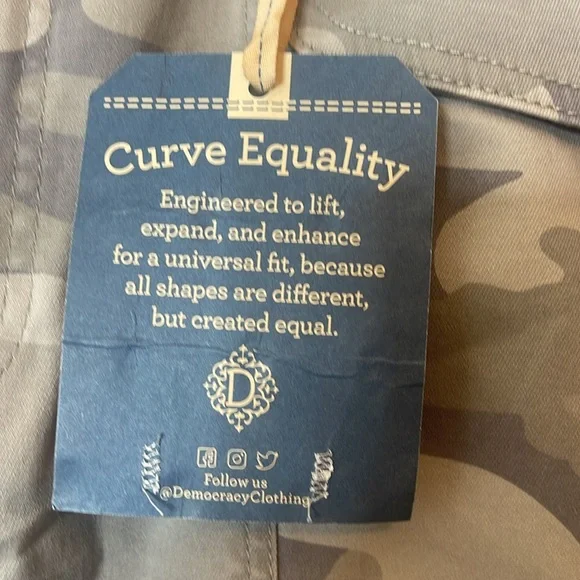 Curve Equality
Engineered to lift,
expand, and enhance
for a universal fit, because
all shapes are different,
but created equal.
D
Follow us
@DemocracyClothing